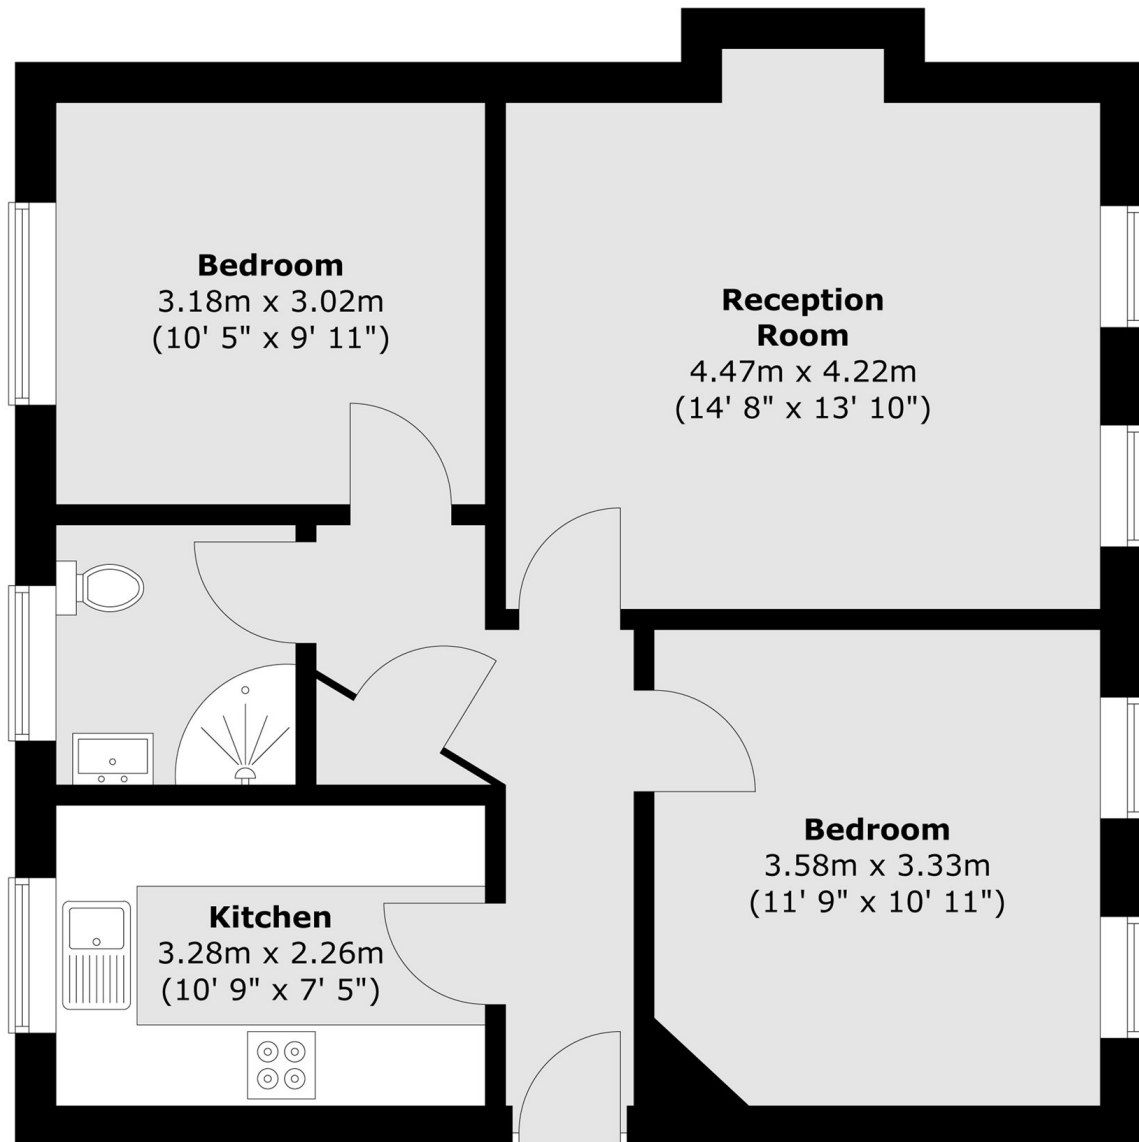 Bedroom
3.18m x 3.02m
(10' 5" x 9' 11")
Reception
Room
4.47m x 4.22m
(14' 8" x 13' 10")
Bedroom
3.58m x 3.33m
(11' 9" x 10' 11")
Kitchen
3.28m x 2.26m
(10' 9" x 7' 5")